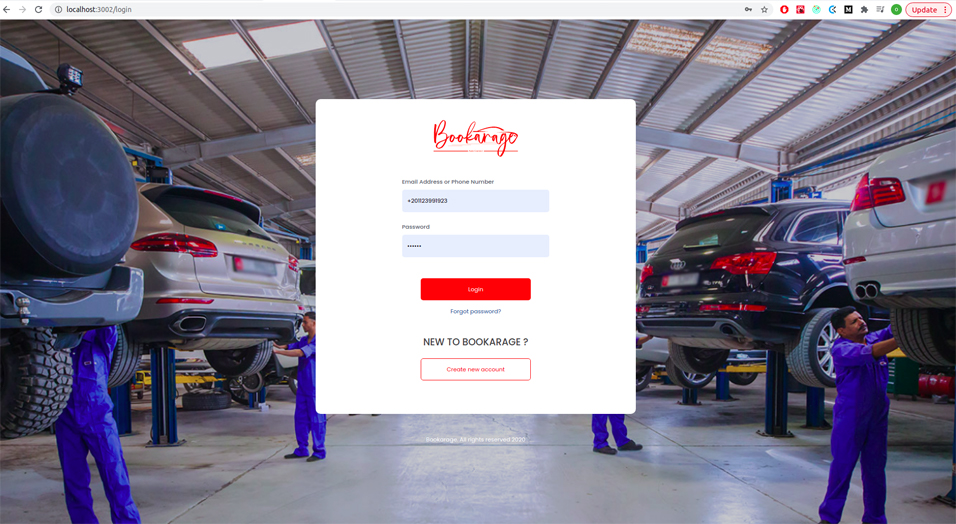 localhost:3002/login
Update
Bookarage
Email Address or Phone Number
+201123991923
Password
••••••
Login
Forgot password?
NEW TO BOOKARAGE ?
Create new account
Bookarage. All rights reserved 2020